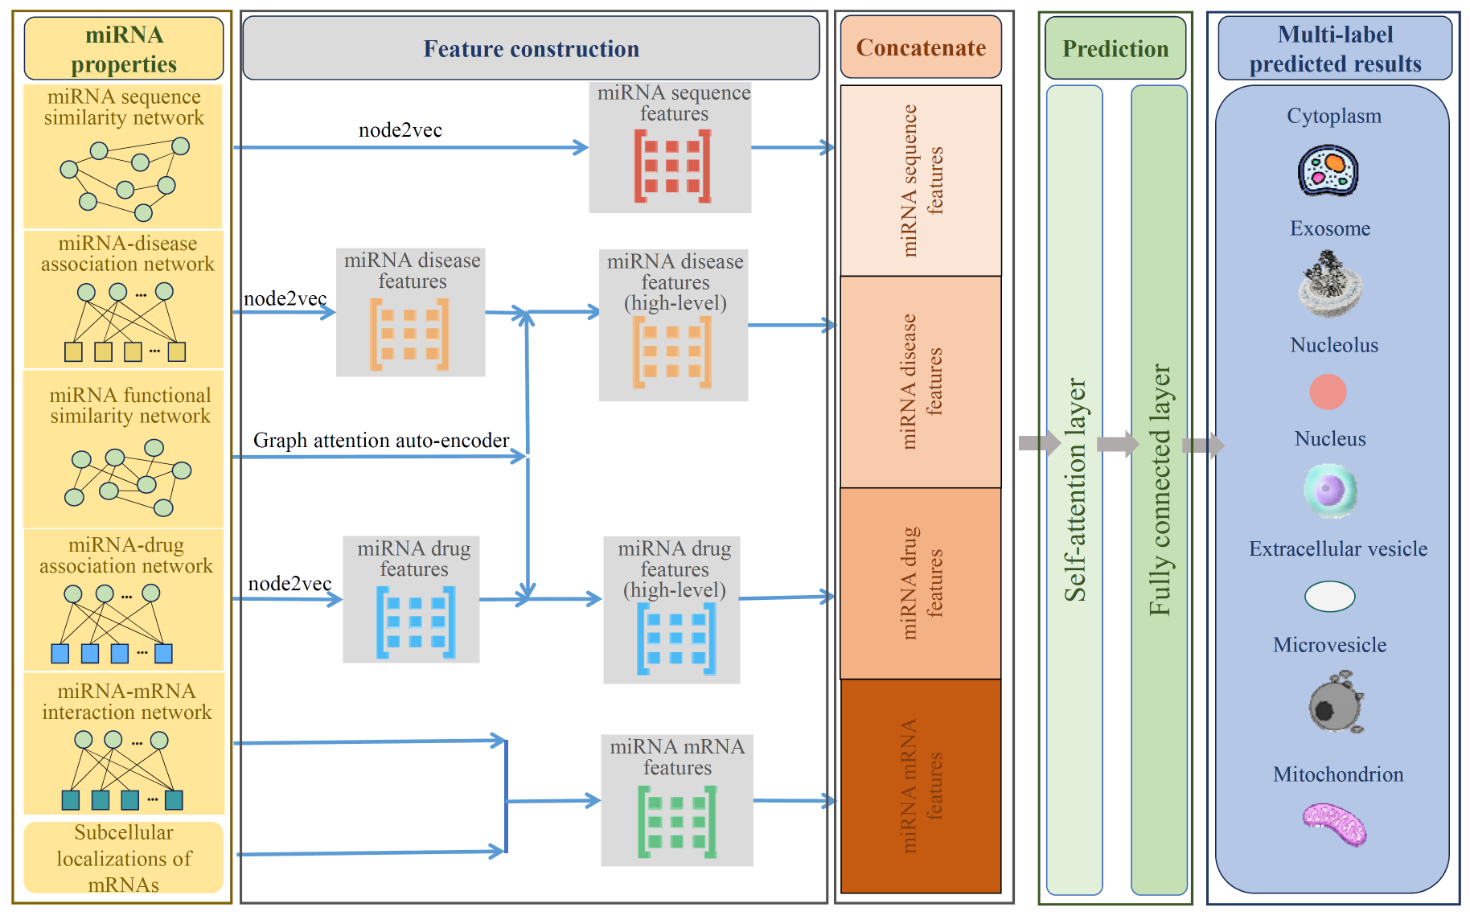 miRNA
properties
miRNA sequence
similarity network
miRNA-disease
association network
...
...
miRNA functional
similarity network
miRNA-drug
association network
...
...
miRNA-mRNA
interaction network
...
...
Subcellular
localizations of
mRNAs
Feature construction
node2vec
miRNA sequence
features
node2vec
miRNA disease
features
miRNA disease
features
(high-level)
Graph attention auto-encoder
node2vec
miRNA drug
features
miRNA drug
features
(high-level)
miRNA mRNA
features
Concatenate
miRNA sequence
features
miRNA disease
features
miRNA drug
features
miRNA mRNA
features
Prediction
Self-attention layer
Fully connected layer
Multi-label
predicted results
Cytoplasm
Exosome
Nucleolus
Nucleus
Extracellular vesicle
Microvesicle
Mitochondrion